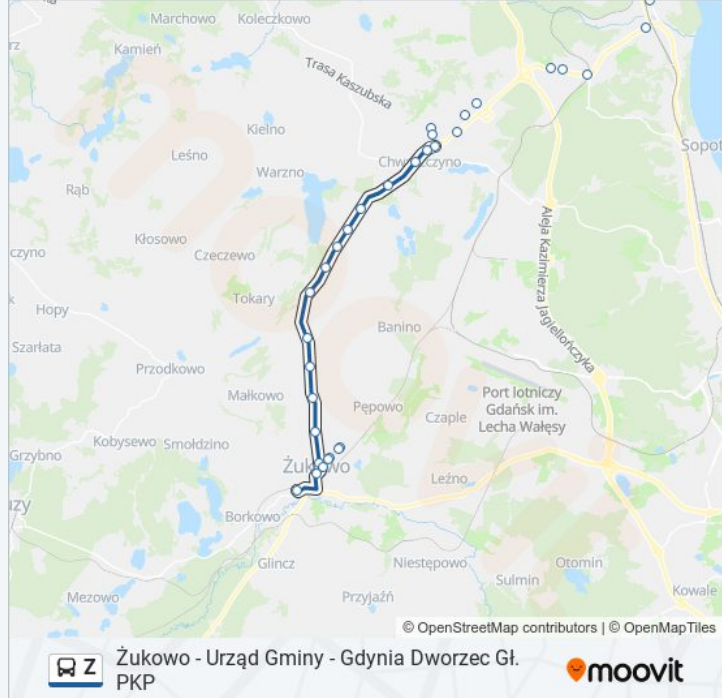 Marchowo
Koleczkowo
Kamień
Trasa Kaszubska
Kielno
Leśno
Chwaszczyno
Sopot
Warzno
Rąb
Kłosowo
Czeczewo
Aleja Kazimierza Jagiellończyka
Tokary
Hopy
Banino
Szarłata
Przodkowo
Port lotniczy
Gdańsk im.
Lecha Wałęsy
Małkowo
Pępowo
Czaple
Kobysewo
Smołdzino
Grzybno
Żukowo
Leźno
Borkowo
Glincz
Niestępowo
Otomin
Sulmin
Kowale
Mezowo
Przyjaźń
© OpenStreetMap contributors | © OpenMapTiles
Z
Żukowo - Urząd Gminy - Gdynia Dworzec Gł.
PKP
moovit